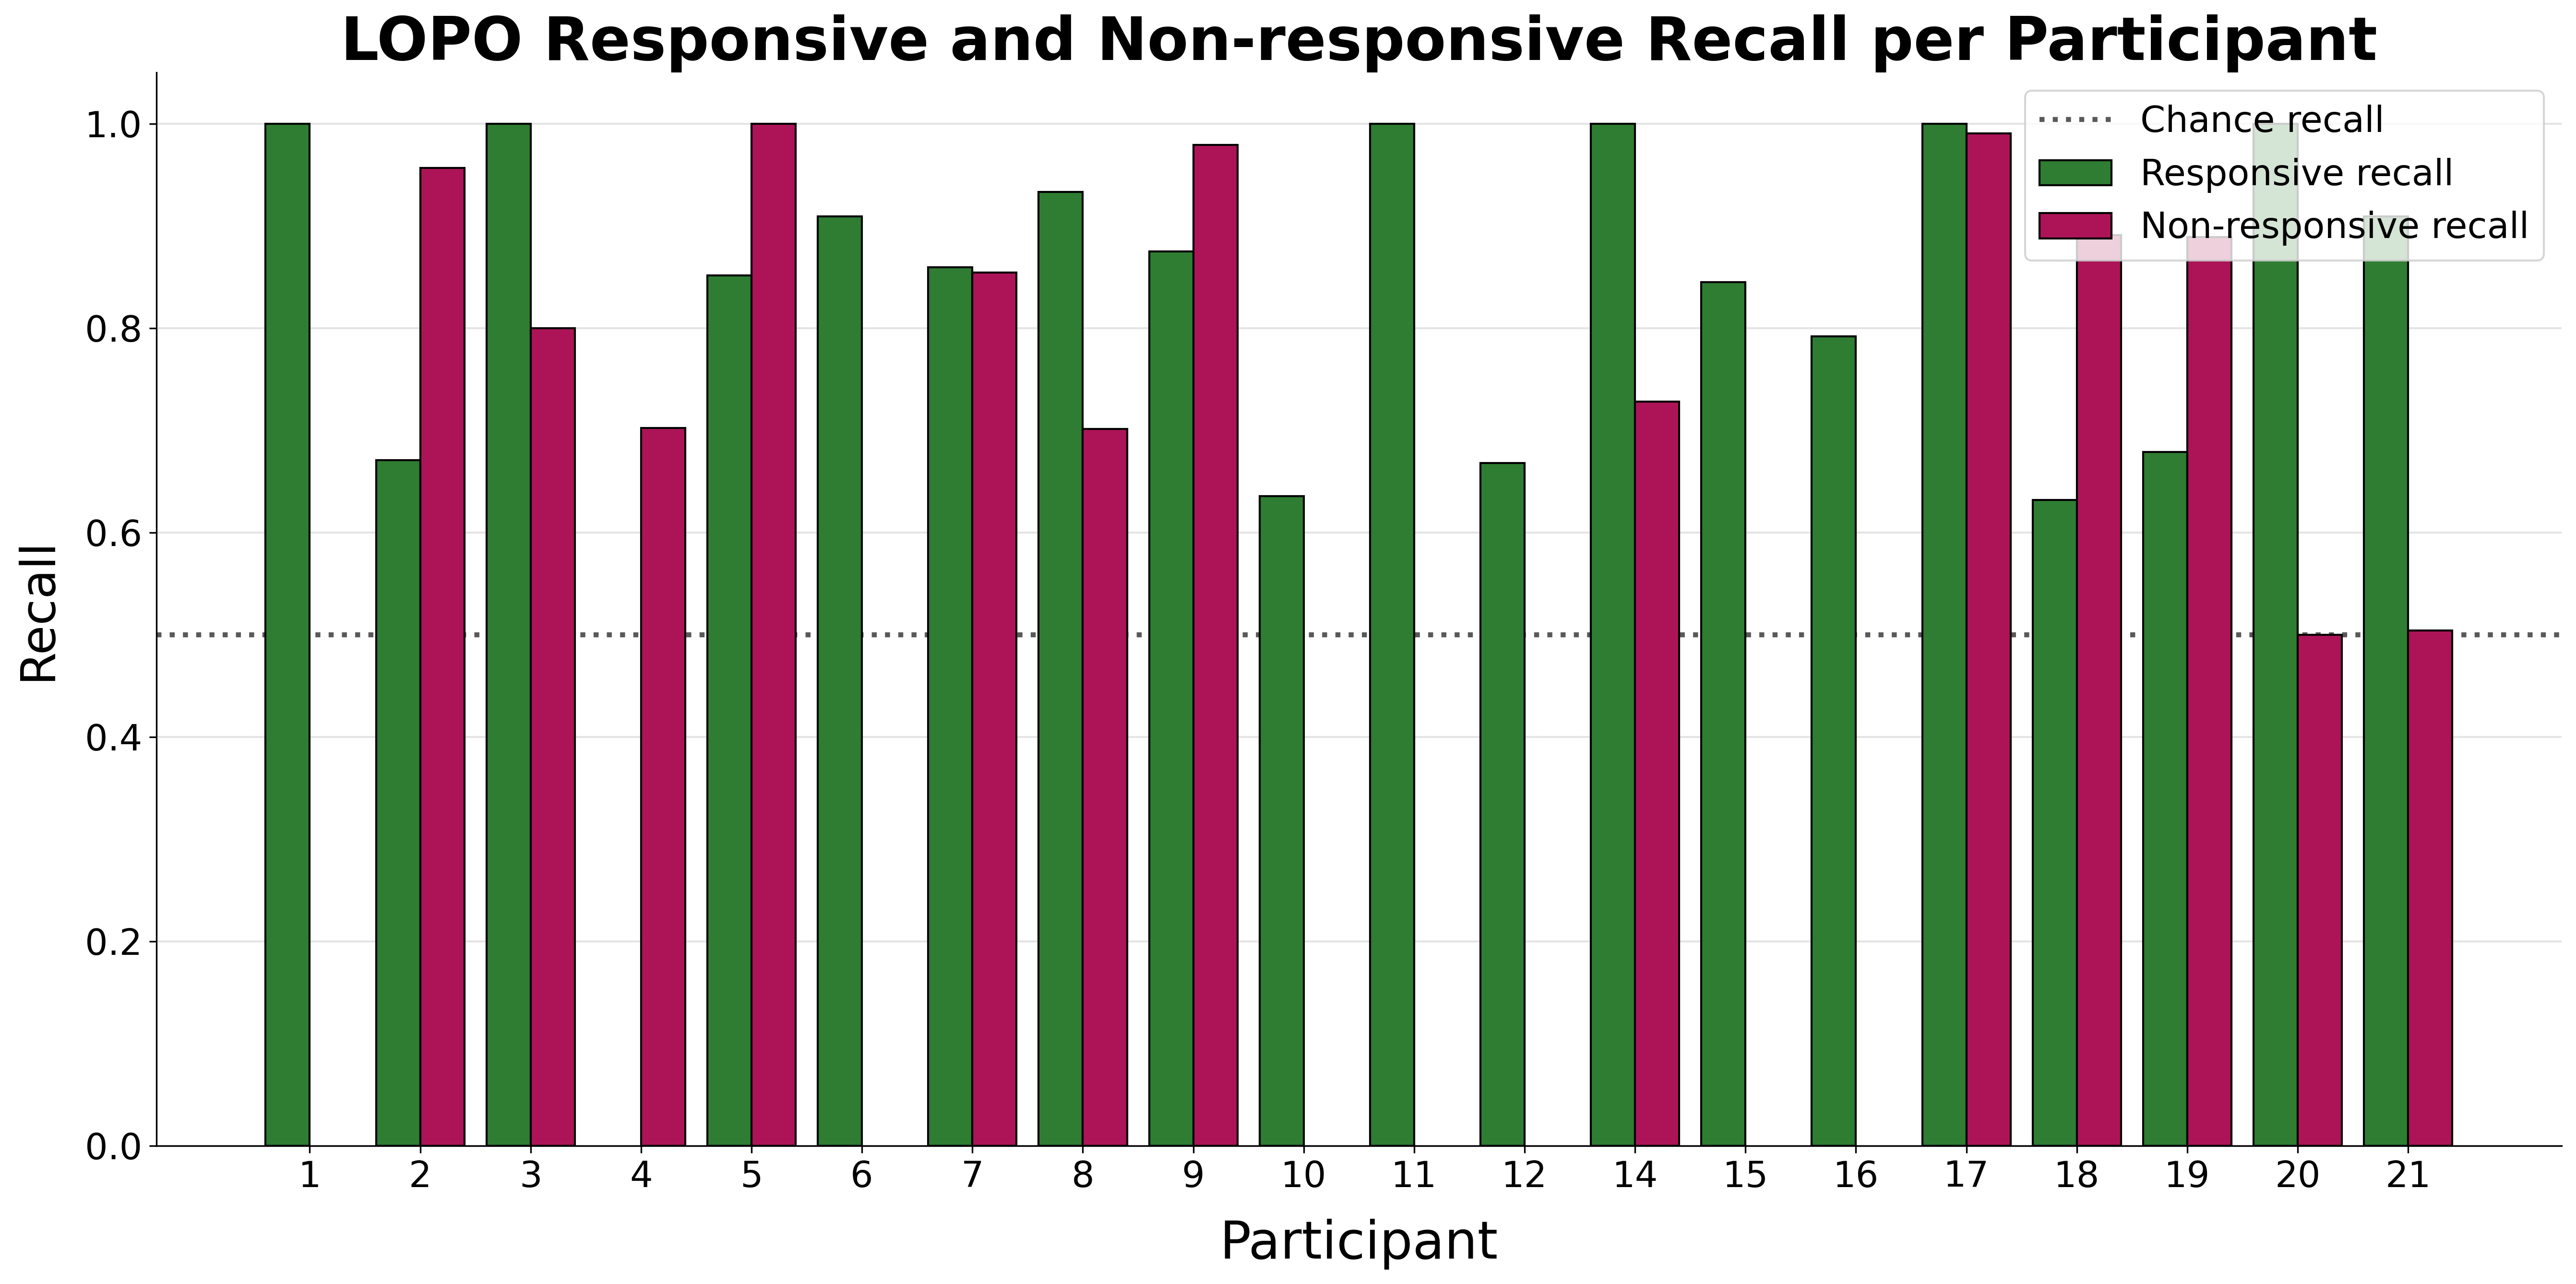 LOPO Responsive and Non-responsive Recall per Participant
Chance recall
Responsive recall
Non-responsive recall
1.0
0.8
0.6
0.4
0.2
0.0
Recall
1 2 3 4 5 6 7 8 9 10 11 12 14 15 16 17 18 19 20 21
Participant